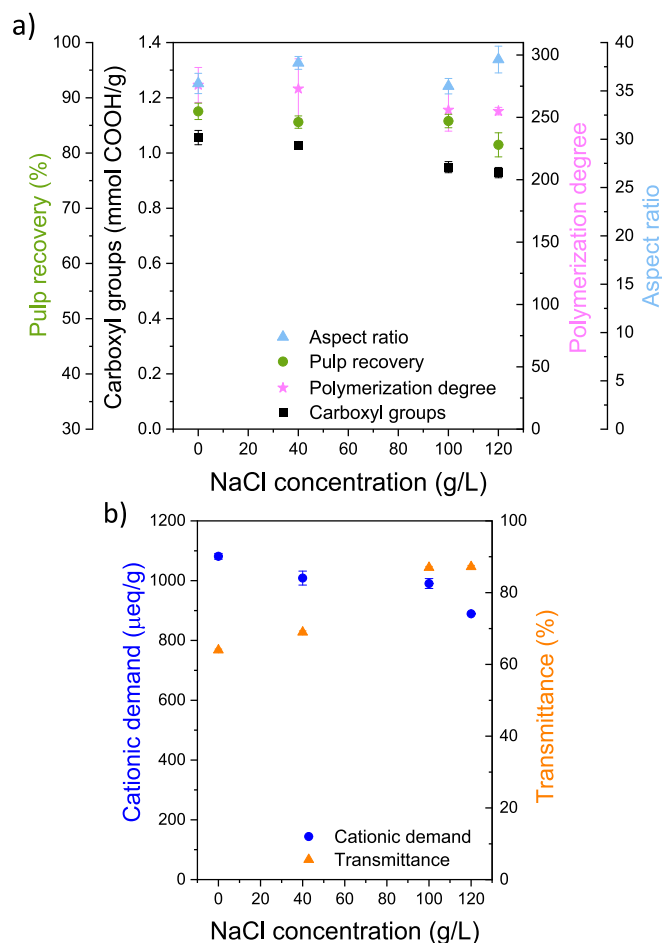 a)
Pulp recovery (%)
100
90
80
70
60
50
40
30
Carboxyl groups (mmol COOH/g)
1.4
1.2
1.0
0.8
0.6
0.4
0.2
0.0
Aspect ratio
Pulp recovery
Polymerization degree
Carboxyl groups
0 20 40 60 80 100 120
NaCl concentration (g/L)
300
250
200
150
100
50
0
Polymerization degree
40
35
30
25
20
15
10
5
0
Aspect ratio
b)
Cationic demand (µeq/g)
1200
1000
800
600
400
200
0
Cationic demand
Transmittance
0 20 40 60 80 100 120
NaCl concentration (g/L)
100
80
60
40
20
0
Transmittance (%)